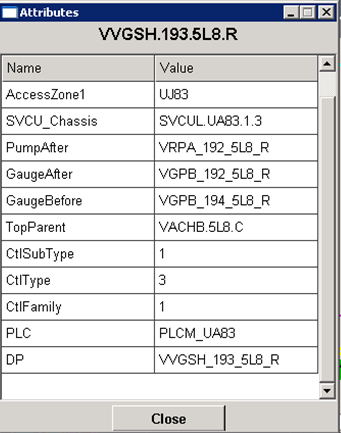 Attributes
VVGSH.193.5L8.R
Name Value
AccessZone1 UJ83
SVCU_Chassis SVCUL.UA83.1.3
PumpAfter VRPA_192_5L8_R
GaugeAfter VGPB_192_5L8_R
GaugeBefore VGPB_194_5L8_R
TopParent VACHB.5L8.C
CtlSubType 1
CtlType 3
CtlFamily 1
PLC PLCM_UA83
DP VVGSH_193_5L8_R
Close